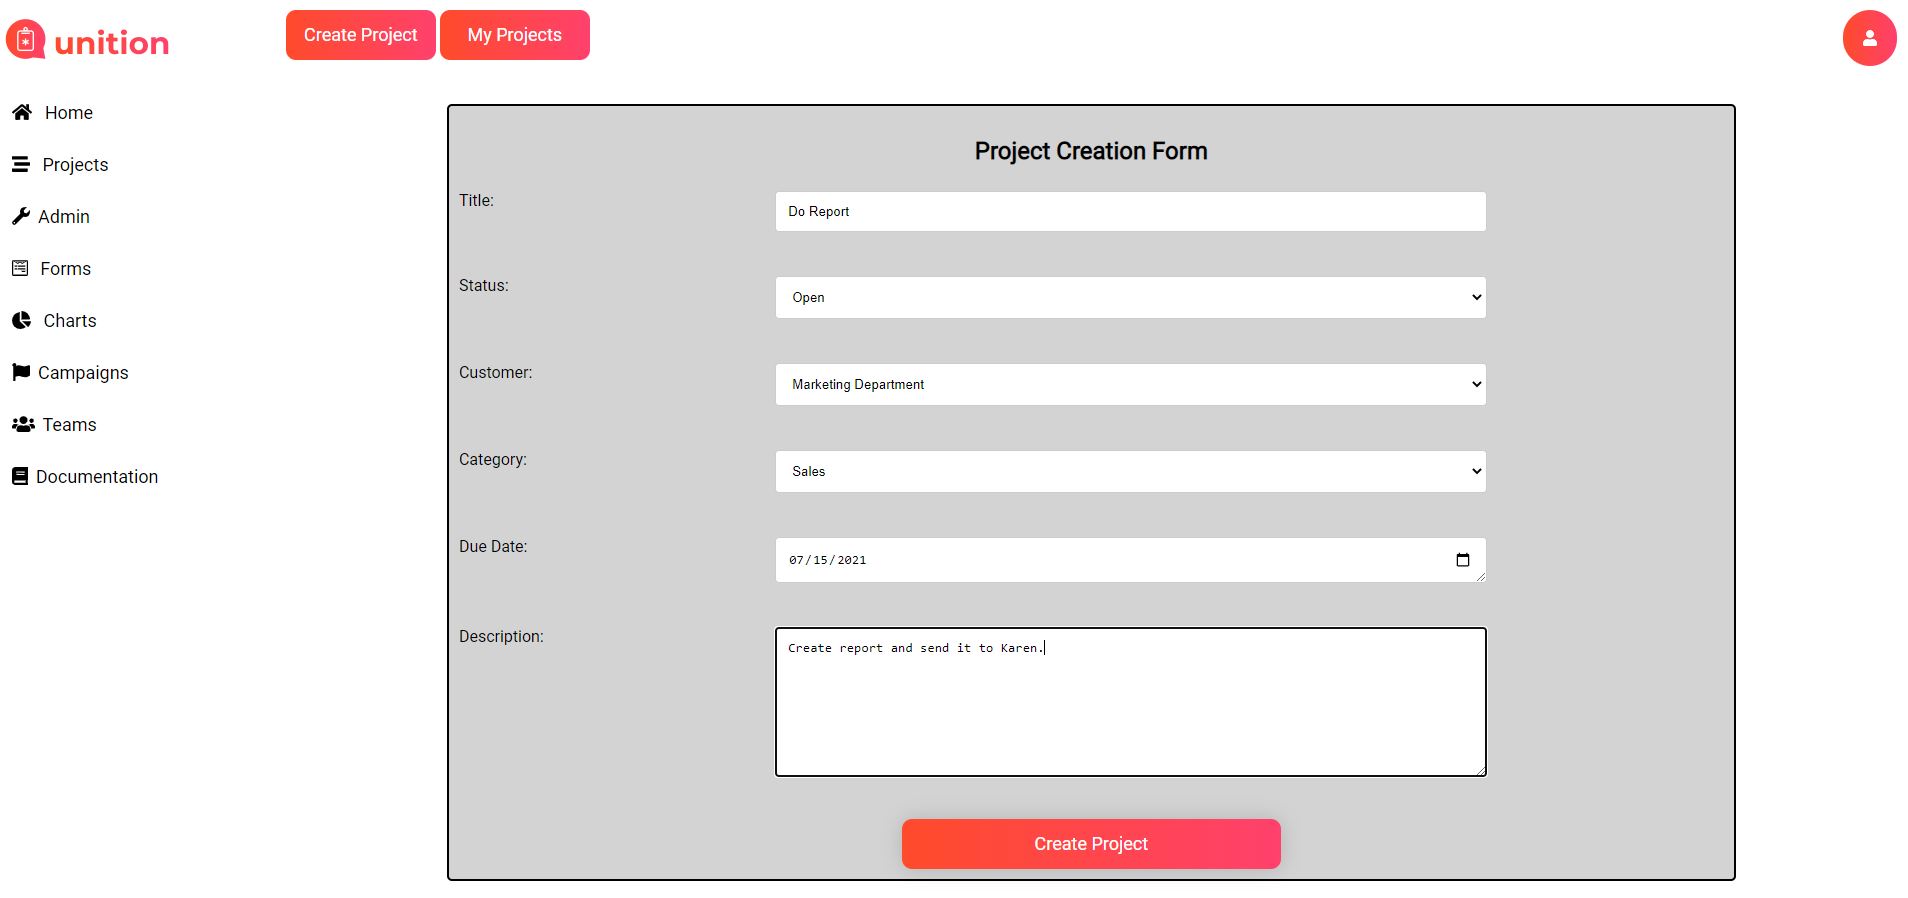 unition
Create Project
My Projects
Home
Projects
Admin
Forms
Charts
Campaigns
Teams
Documentation
Project Creation Form
Title:
Do Report
Status:
Open
Customer:
Marketing Department
Category:
Sales
Due Date:
07/15/2021
Description:
Create report and send it to Karen.
Create Project